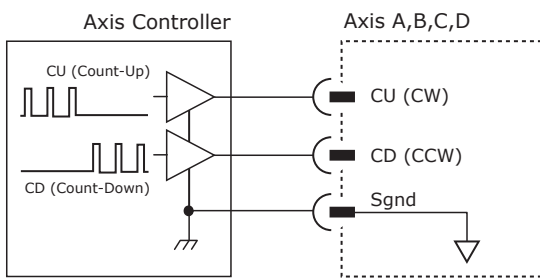 Axis Controller
Axis A,B,C,D
CU (Count-Up)
CU (CW)
CD (CCW)
CD (Count-Down)
Sgnd